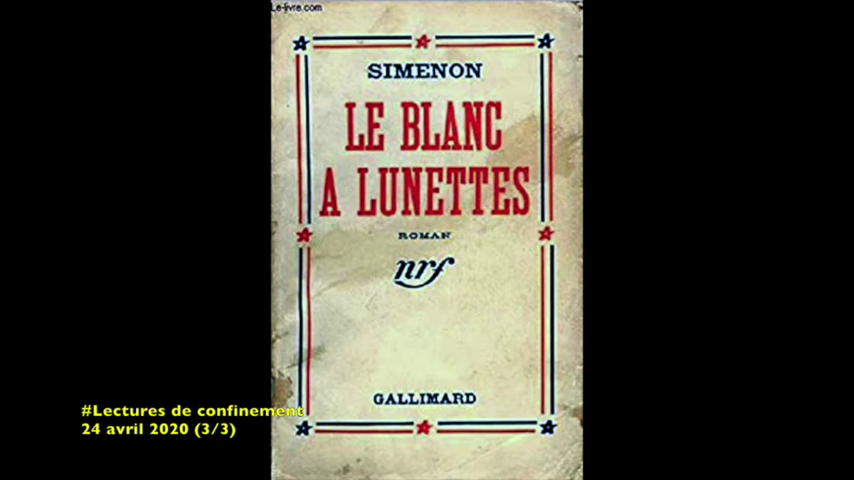 Le-livre.com
SIMENON
LE BLANC
A LUNETTES
ROMAN
nrf
GALLIMARD
#Lectures de confinement
24 avril 2020 (3/3)